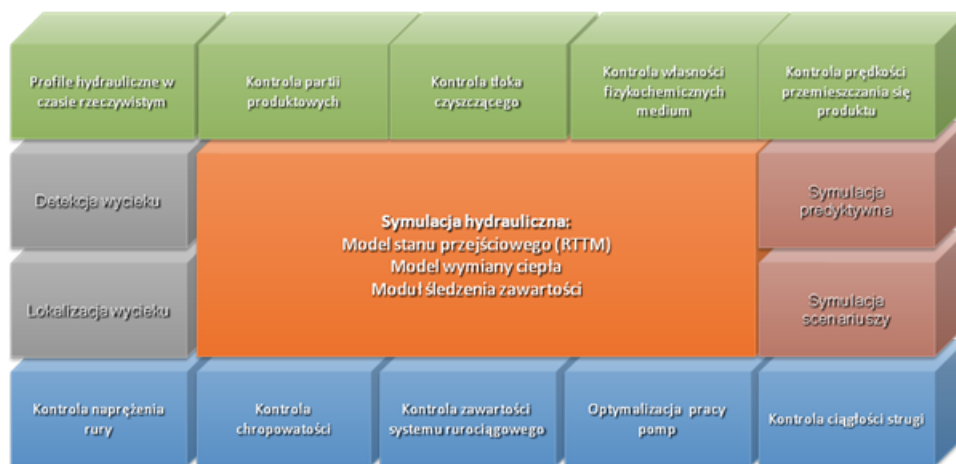 Profile hydrauliczne w
czasie rzeczywistym
Kontrola partii
produktowych
Kontrola tłoka
czyszczącego
Kontrola własności
fizykochemicznych
medium
Kontrola prędkości
przemieszczania się
produktu
Detekcja wycieku
Symulacja hydrauliczna:
Model stanu przejściowego (RTTM)
Model wymiany ciepła
Moduł śledzenia zawartości
Symulacja
predyktywna
Lokalizacja wycieku
Symulacja
scenariuszy
Kontrola naprężenia
rury
Kontrola
chropowatości
Kontrola zawartości
systemu rurociągowego
Optymalizacja pracy
pomp
Kontrola ciągłości strugi